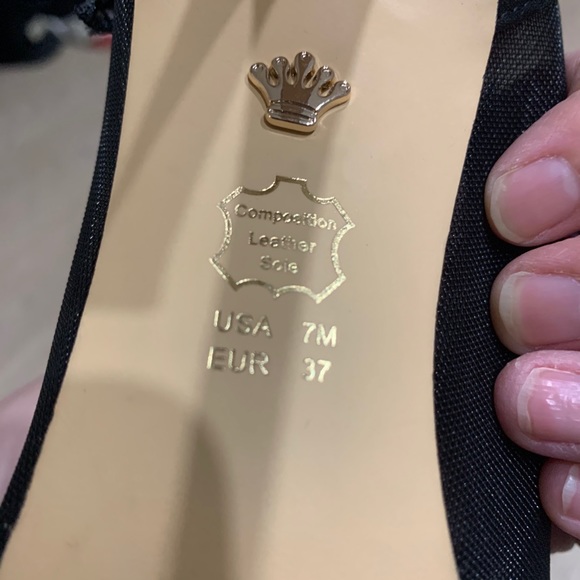 Composition
Leather
Sole
USA 7M
EUR 37